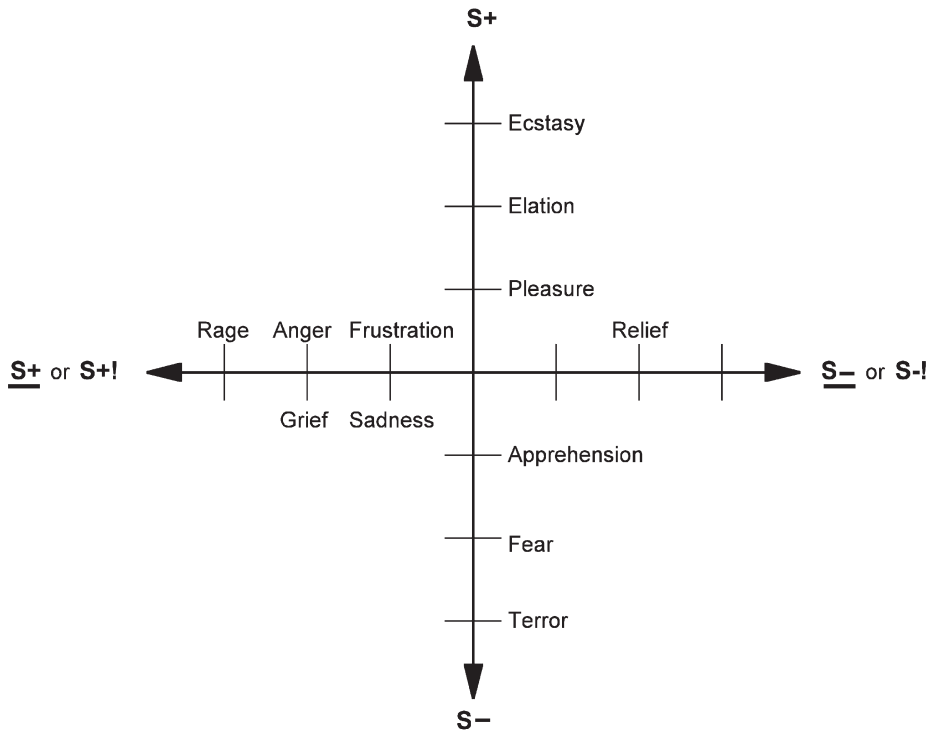 S+
Ecstasy
Elation
Pleasure
Rage Anger Frustration Relief
S+ or S+! S– or S-!
Grief Sadness
Apprehension
Fear
Terror
S–